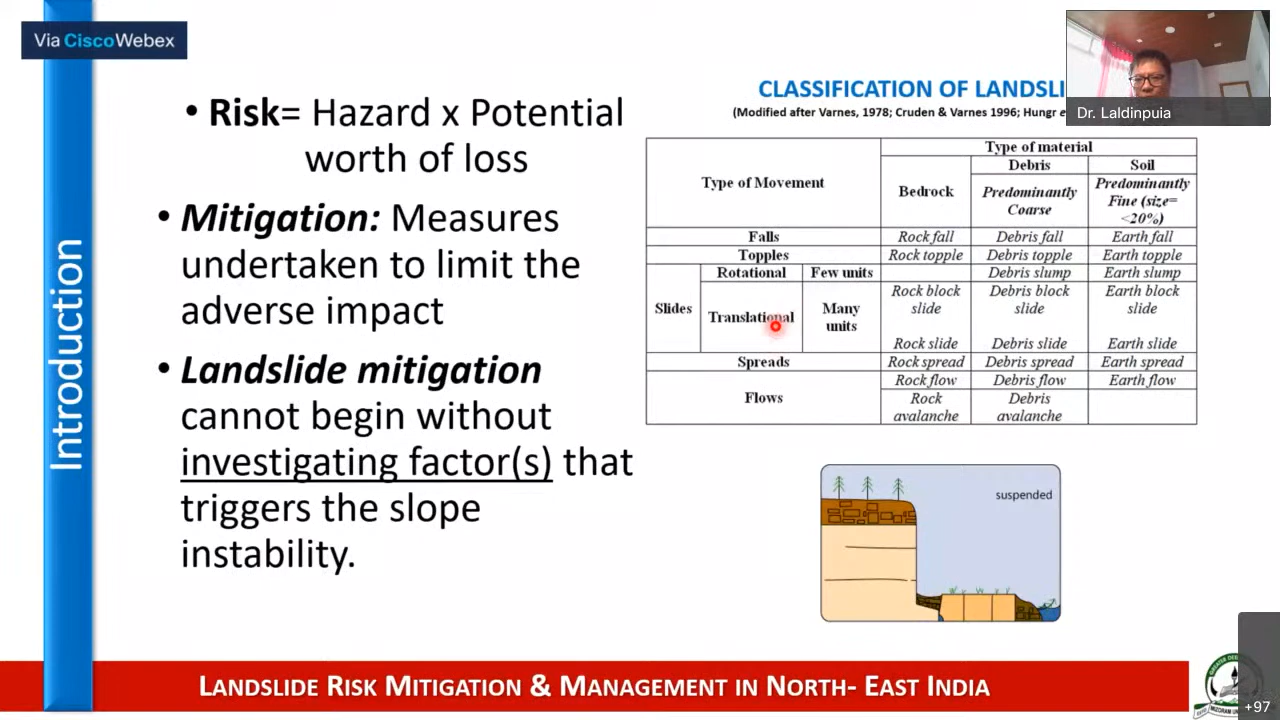 Via CiscoWebex
Introduction
• Risk= Hazard x Potential
worth of loss
• Mitigation: Measures
undertaken to limit the
adverse impact
• Landslide mitigation
cannot begin without
investigating factor(s) that
triggers the slope
instability.
CLASSIFICATION OF LANDSLI
(Modified after Varnes, 1978; Cruden & Varnes 1996; Hungr
Dr. Laldinpuia
Type of Movement
Type of material
Bedrock
Debris
Soil
Predominantly
Coarse
Predominantly
Fine (size=
<20%)
Falls
Rock fall
Debris fall
Earth fall
Topples
Rock topple
Debris topple
Earth topple
Slides
Rotational
Few units
Debris slump
Earth slump
Translational
Many
units
Rock block
slide
Debris block
slide
Earth block
slide
Rock slide
Debris slide
Earth slide
Spreads
Rock spread
Debris spread
Earth spread
Flows
Rock flow
Debris flow
Earth flow
Rock
avalanche
Debris
avalanche
suspended
LANDSLIDE RISK MITIGATION & MANAGEMENT IN NORTH- EAST INDIA
+97